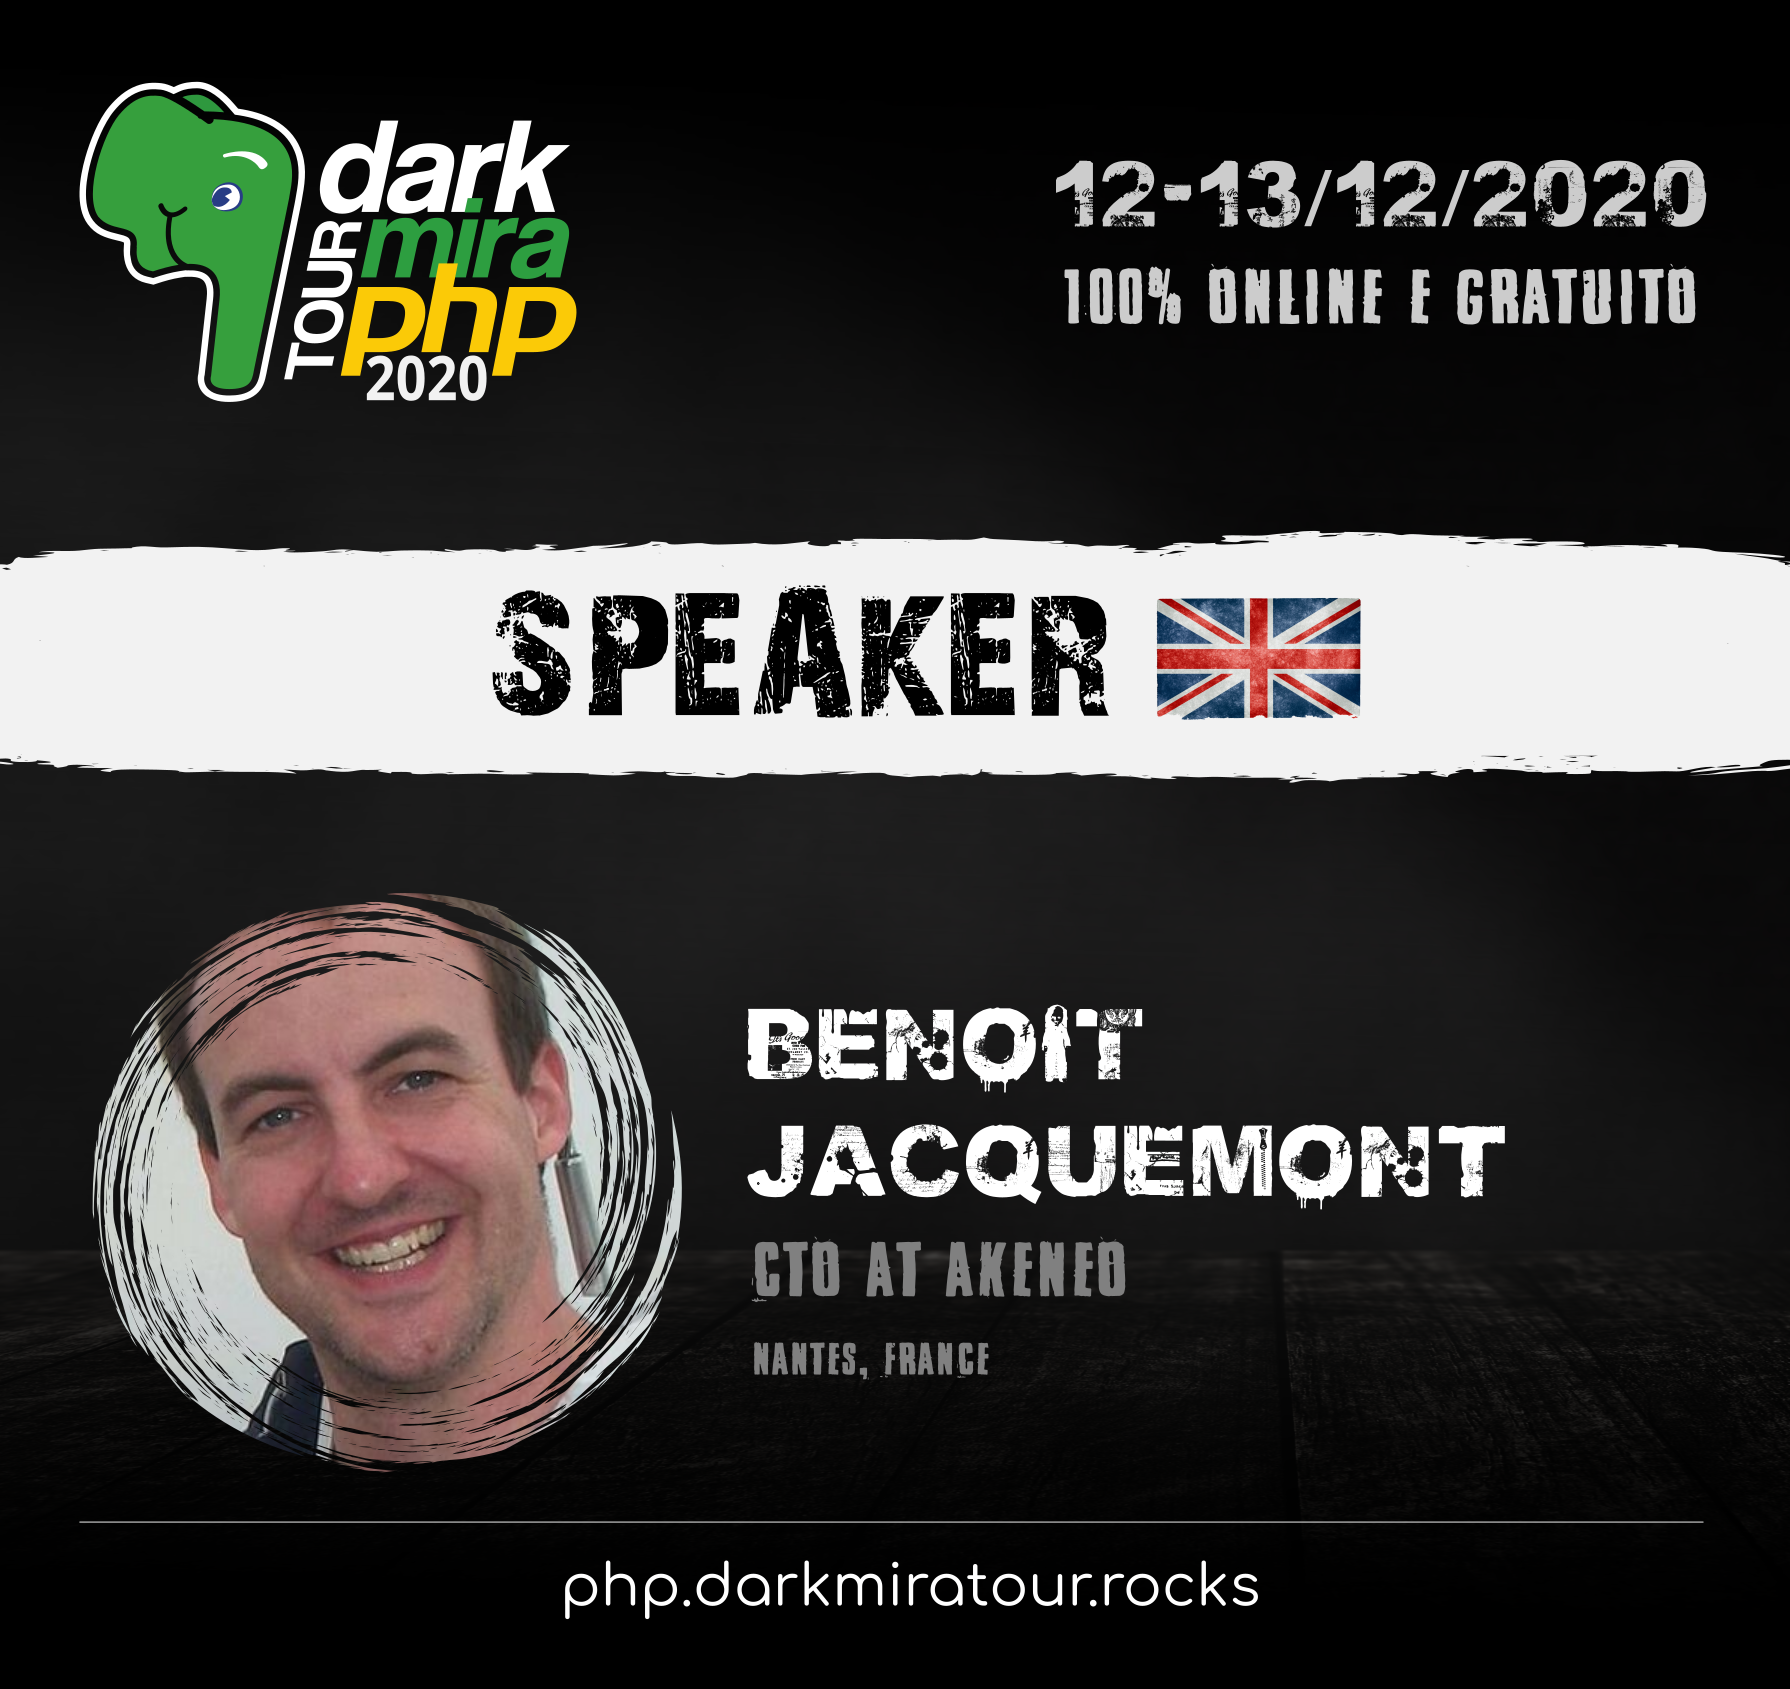 dark
mira
TOUR
php
2020
12-13/12/2020
100% ONLINE E GRATUITO
SPEAKER
BENOIT
JACQUEMONT
CTO AT AKENEO
NANTES, FRANCE
php.darkmiratour.rocks